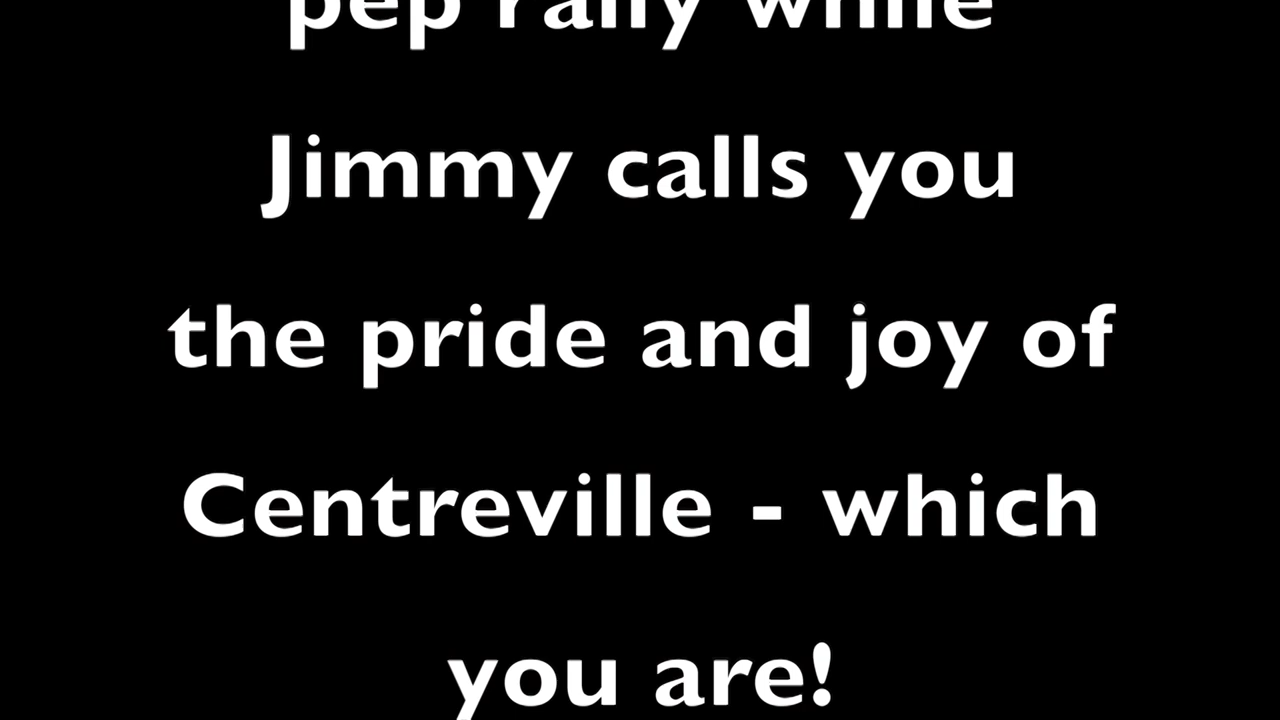 pep rally while
Jimmy calls you
the pride and joy of
Centreville - which
you are!